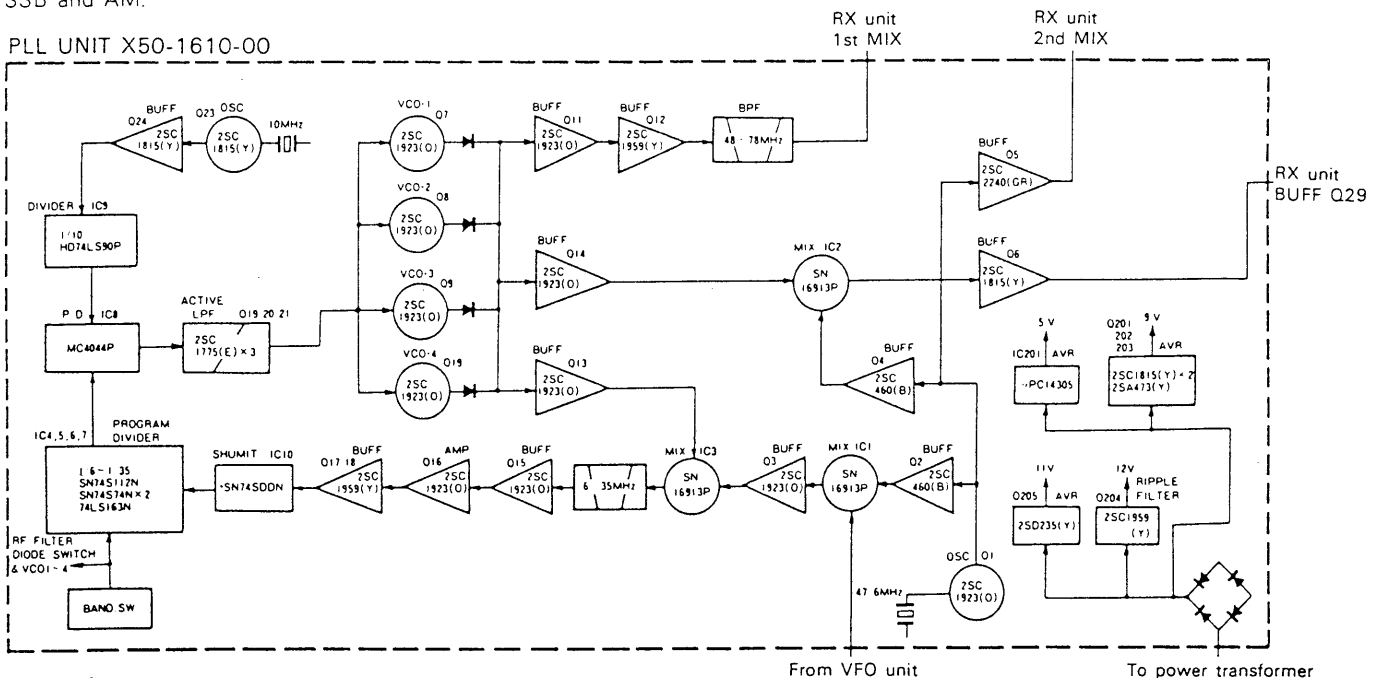 SSB and AM.
PLL UNIT X50-1610-00
RX unit
1st MIX
RX unit
2nd MIX
BUFF
Q24
2SC
1815(Y)
Q23
OSC
2SC
1815(Y)
10MHz
VCO-1
Q7
2SC
1923(O)
BUFF
Q11
2SC
1923(O)
BUFF
Q12
2SC
1959(Y)
BPF
48 - 78MHz
BUFF
Q5
2SC
2240(GR)
RX unit
BUFF Q29
DIVIDER IC9
1/10
HD74LS90P
VCO-2
Q8
2SC
1923(O)
BUFF
Q14
2SC
1923(O)
MIX IC2
SN
16913P
BUFF
Q6
2SC
1815(Y)
P D IC8
MC4044P
ACTIVE
LPF
Q19 20 21
2SC
1775(E)×3
VCO-3
Q9
2SC
1923(O)
VCO-4
Q19
2SC
1923(O)
BUFF
Q13
2SC
1923(O)
BUFF
Q4
2SC
460(B)
5V
IC201 AVR
PC14305
Q201
202
203
9V
AVR
2SC1815(Y)×2
2SA473(Y)
IC4,5,6,7
PROGRAM
DIVIDER
1 6 - 1 35
SN74S112N
SN74S74N×2
74LS163N
SHUMIT IC10
SN74SDDN
BUFF
Q17 18
2SC
1959(Y)
AMP
Q16
2SC
1923(O)
BUFF
Q15
2SC
1923(O)
6 35MHz
MIX IC3
SN
16913P
BUFF
Q3
2SC
1923(O)
MIX IC1
SN
16913P
BUFF
Q2
2SC
460(B)
11V
Q205 AVR
2SD235(Y)
12V
RIPPLE
FILTER
Q204
2SC1959
(Y)
RF FILTER
DIODE SWITCH
& VCO1-4
BAND.SW
47 6MHz
OSC Q1
2SC
1923(O)
From VFO unit
To power transformer